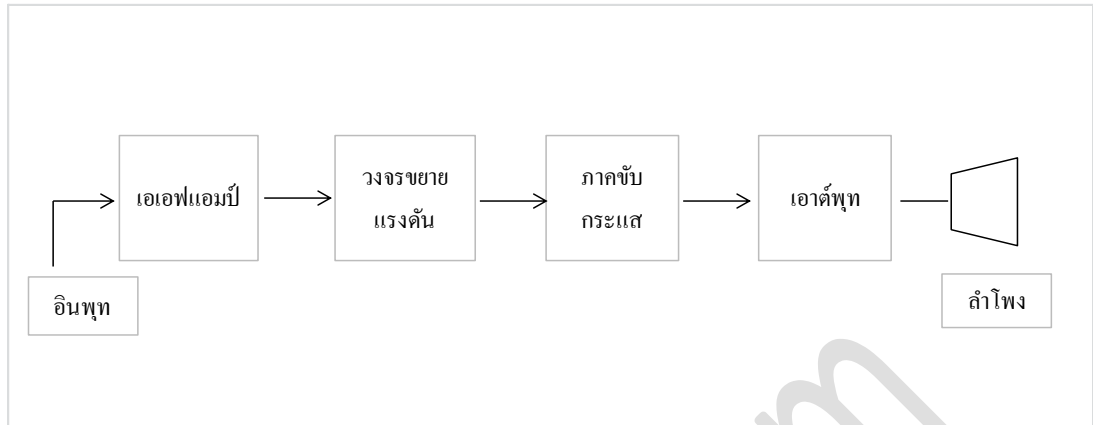 เอเอฟแอมป์
วงจรขยาย
แรงดัน
ภาคขับ
กระแส
เอาต์พุท
อินพุท
ลำโพง